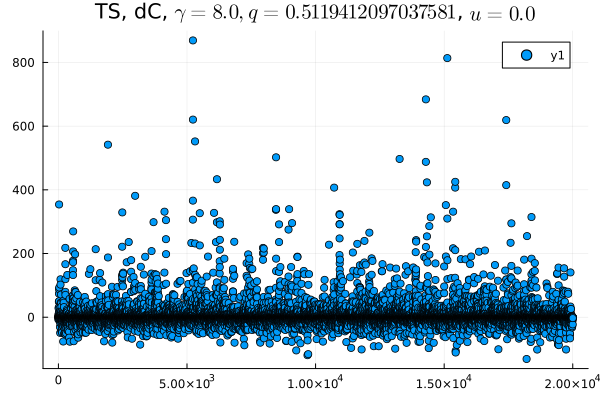 TS, dC, γ = 8.0, q = 0.5119412097037581, u = 0.0
y1
800
600
400
200
0
0 5.00×10³ 1.00×10⁴ 1.50×10⁴ 2.00×10⁴